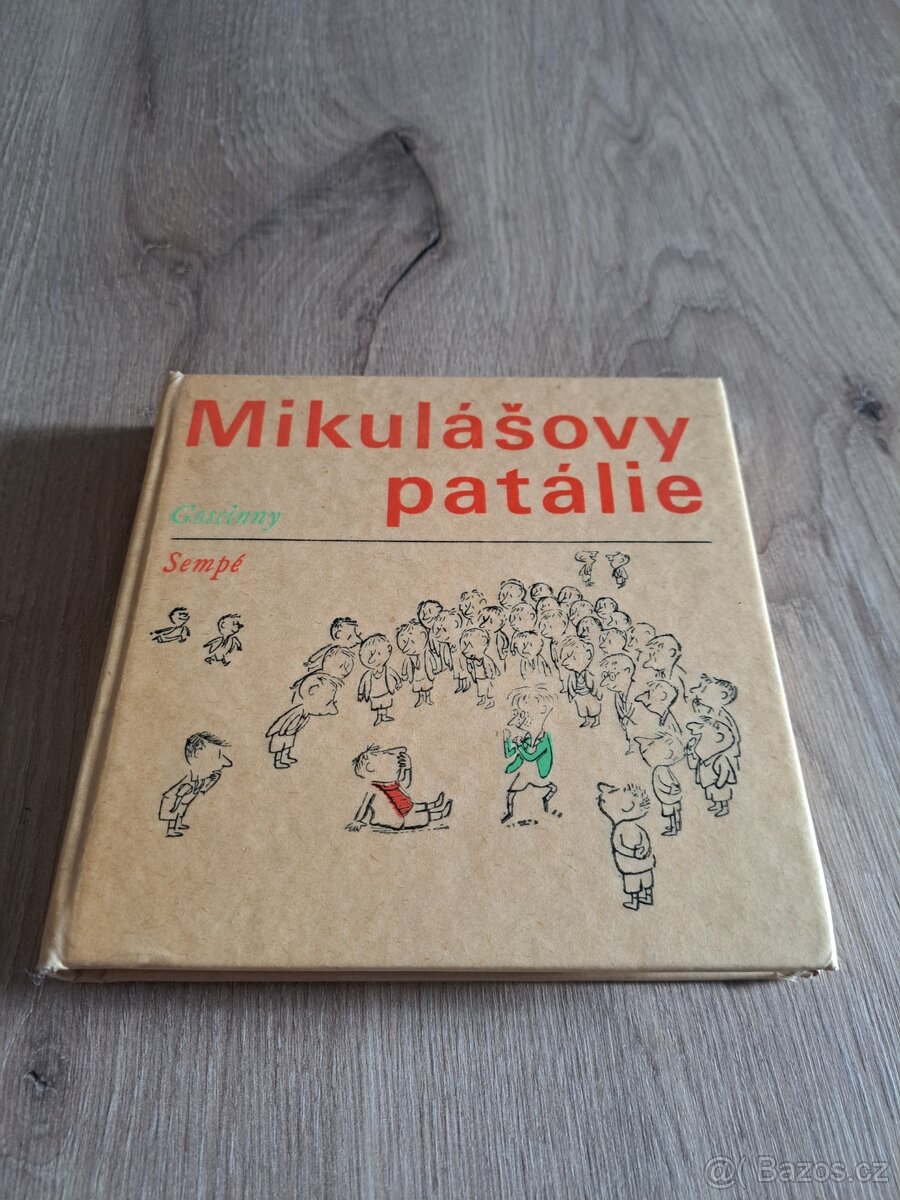 Mikulášovy
patálie
Goscinny
Sempé
@ Bazos.cz